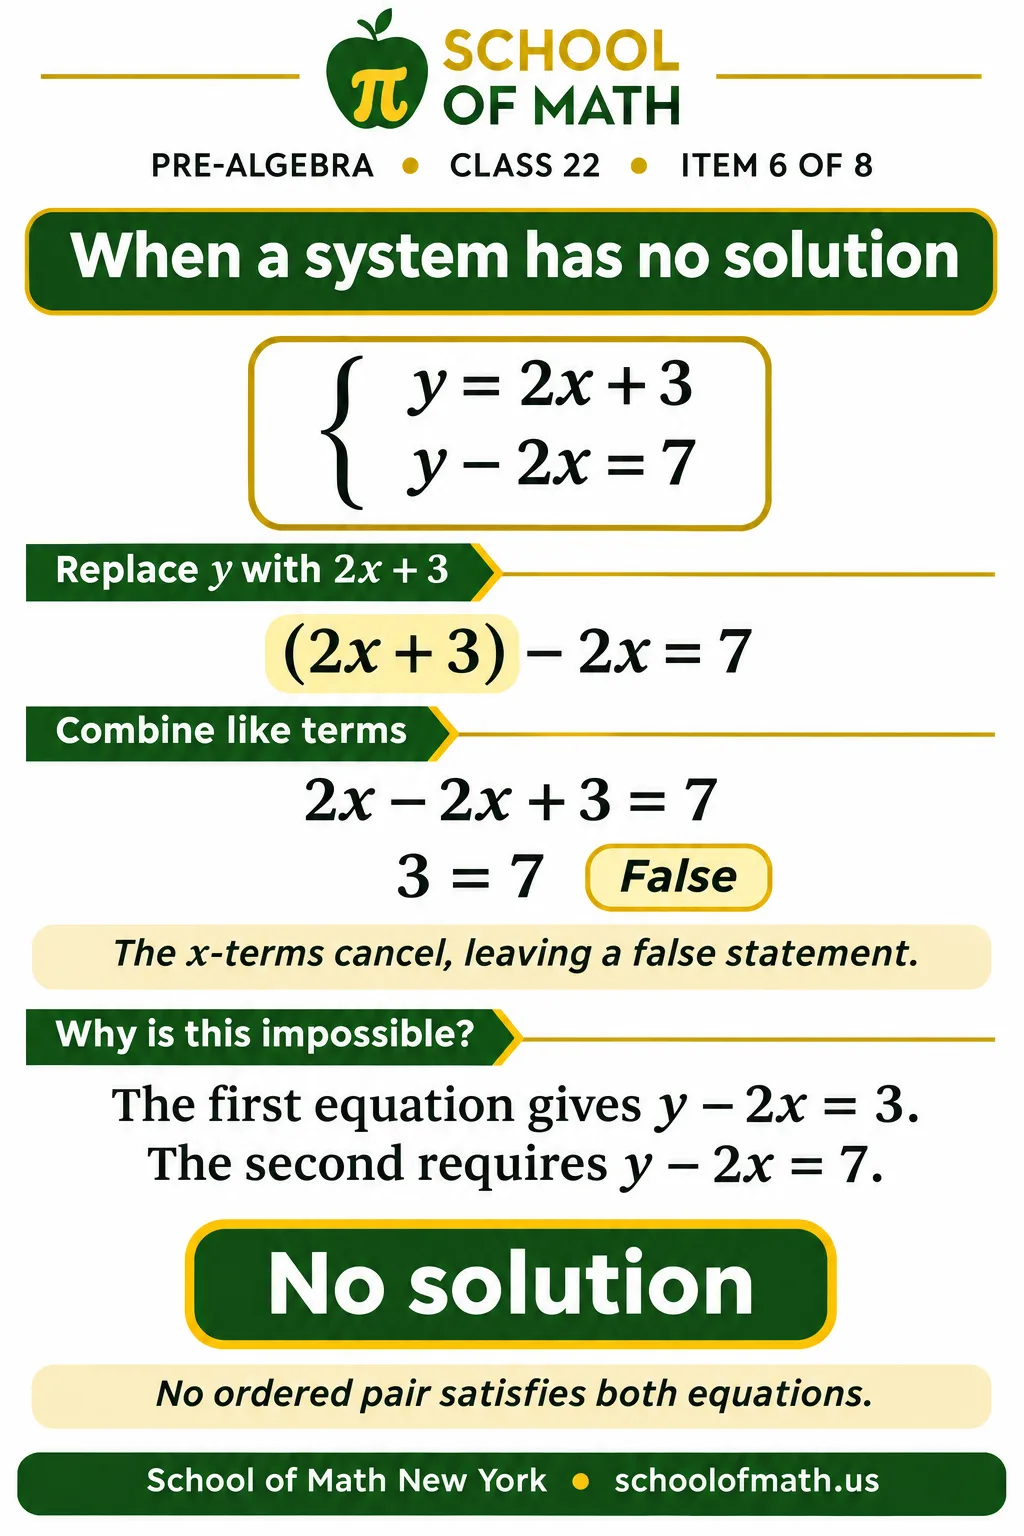 π
SCHOOL
OF MATH
PRE-ALGEBRA • CLASS 22 • ITEM 6 OF 8
When a system has no solution
{ y = 2x + 3
y − 2x = 7
Replace y with 2x + 3
(2x + 3) − 2x = 7
Combine like terms
2x − 2x + 3 = 7
3 = 7 False
The x-terms cancel, leaving a false statement.
Why is this impossible?
The first equation gives y − 2x = 3.
The second requires y − 2x = 7.
No solution
No ordered pair satisfies both equations.
School of Math New York • schoolofmath.us